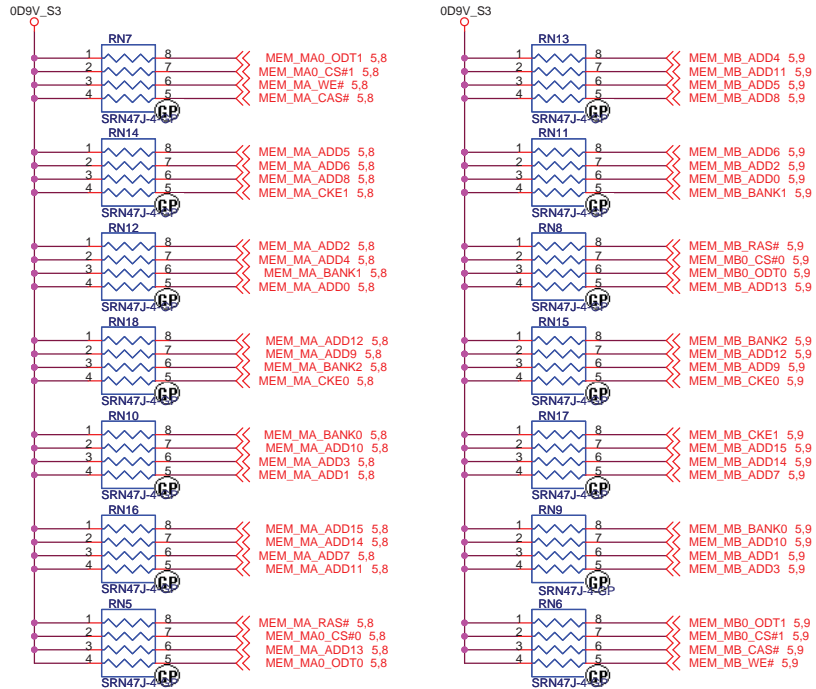 0D9V_S3
RN7
1 8 MEM_MA0_ODT1 5,8
2 7 MEM_MA0_CS#1 5,8
3 6 MEM_MA_WE# 5,8
4 5 MEM_MA_CAS# 5,8
GP
SRN47J-4-GP
RN14
1 8 MEM_MA_ADD5 5,8
2 7 MEM_MA_ADD6 5,8
3 6 MEM_MA_ADD8 5,8
4 5 MEM_MA_CKE1 5,8
GP
SRN47J-4-GP
RN12
1 8 MEM_MA_ADD2 5,8
2 7 MEM_MA_ADD4 5,8
3 6 MEM_MA_BANK1 5,8
4 5 MEM_MA_ADD0 5,8
GP
SRN47J-4-GP
RN18
1 8 MEM_MA_ADD12 5,8
2 7 MEM_MA_ADD9 5,8
3 6 MEM_MA_BANK2 5,8
4 5 MEM_MA_CKE0 5,8
GP
SRN47J-4-GP
RN10
1 8 MEM_MA_BANK0 5,8
2 7 MEM_MA_ADD10 5,8
3 6 MEM_MA_ADD3 5,8
4 5 MEM_MA_ADD1 5,8
GP
SRN47J-4-GP
RN16
1 8 MEM_MA_ADD15 5,8
2 7 MEM_MA_ADD14 5,8
3 6 MEM_MA_ADD7 5,8
4 5 MEM_MA_ADD11 5,8
GP
SRN47J-4-GP
RN5
1 8 MEM_MA_RAS# 5,8
2 7 MEM_MA0_CS#0 5,8
3 6 MEM_MA_ADD13 5,8
4 5 MEM_MA0_ODT0 5,8
GP
SRN47J-4-GP
0D9V_S3
RN13
1 8 MEM_MB_ADD4 5,9
2 7 MEM_MB_ADD11 5,9
3 6 MEM_MB_ADD5 5,9
4 5 MEM_MB_ADD8 5,9
GP
SRN47J-4-GP
RN11
1 8 MEM_MB_ADD6 5,9
2 7 MEM_MB_ADD2 5,9
3 6 MEM_MB_ADD0 5,9
4 5 MEM_MB_BANK1 5,9
GP
SRN47J-4-GP
RN8
1 8 MEM_MB_RAS# 5,9
2 7 MEM_MB0_CS#0 5,9
3 6 MEM_MB0_ODT0 5,9
4 5 MEM_MB_ADD13 5,9
GP
SRN47J-4-GP
RN15
1 8 MEM_MB_BANK2 5,9
2 7 MEM_MB_ADD12 5,9
3 6 MEM_MB_ADD9 5,9
4 5 MEM_MB_CKE0 5,9
GP
SRN47J-4-GP
RN17
1 8 MEM_MB_CKE1 5,9
2 7 MEM_MB_ADD15 5,9
3 6 MEM_MB_ADD14 5,9
4 5 MEM_MB_ADD7 5,9
GP
SRN47J-4-GP
RN9
1 8 MEM_MB_BANK0 5,9
2 7 MEM_MB_ADD10 5,9
3 6 MEM_MB_ADD1 5,9
4 5 MEM_MB_ADD3 5,9
GP
SRN47J-4-GP
RN6
1 8 MEM_MB0_ODT1 5,9
2 7 MEM_MB0_CS#1 5,9
3 6 MEM_MB_CAS# 5,9
4 5 MEM_MB_WE# 5,9
GP
SRN47J-4-GP